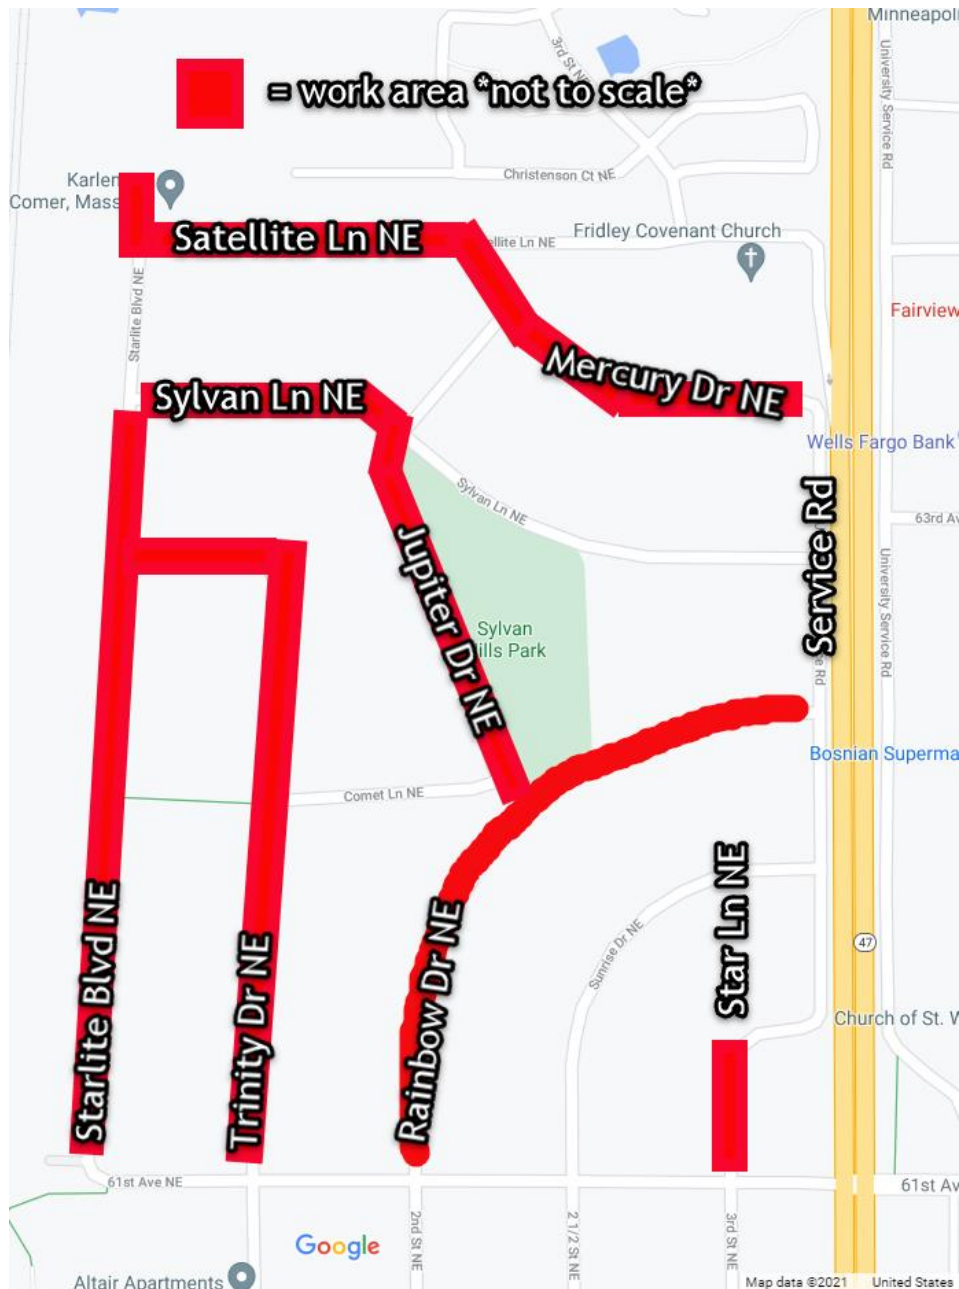 Minneapoli
3rd St NE
University Service Rd
= work area *not to scale*
Karlen
Comer, Mass
Christenson Ct NE
Satellite Ln NE
ellite Ln NE
Fridley Covenant Church
Starlite Blvd NE
Fairview
Sylvan Ln NE
Mercury Dr NE
Wells Fargo Bank
Sylvan Ln NE
63rd Av
Service Rd
Jupiter Dr NE
University Service Rd
Sylvan
ills Park
e Rd
Bosnian Superma
Comet Ln NE
Star Ln NE
Starlite Blvd NE
Trinity Dr NE
Rainbow Dr NE
Sunrise Dr NE
47
Church of St. W
61st Ave NE
61st Av
2nd St NE
2 1/2 St NE
3rd St NE
Google
Altair Apartments
Map data ©2021 United States